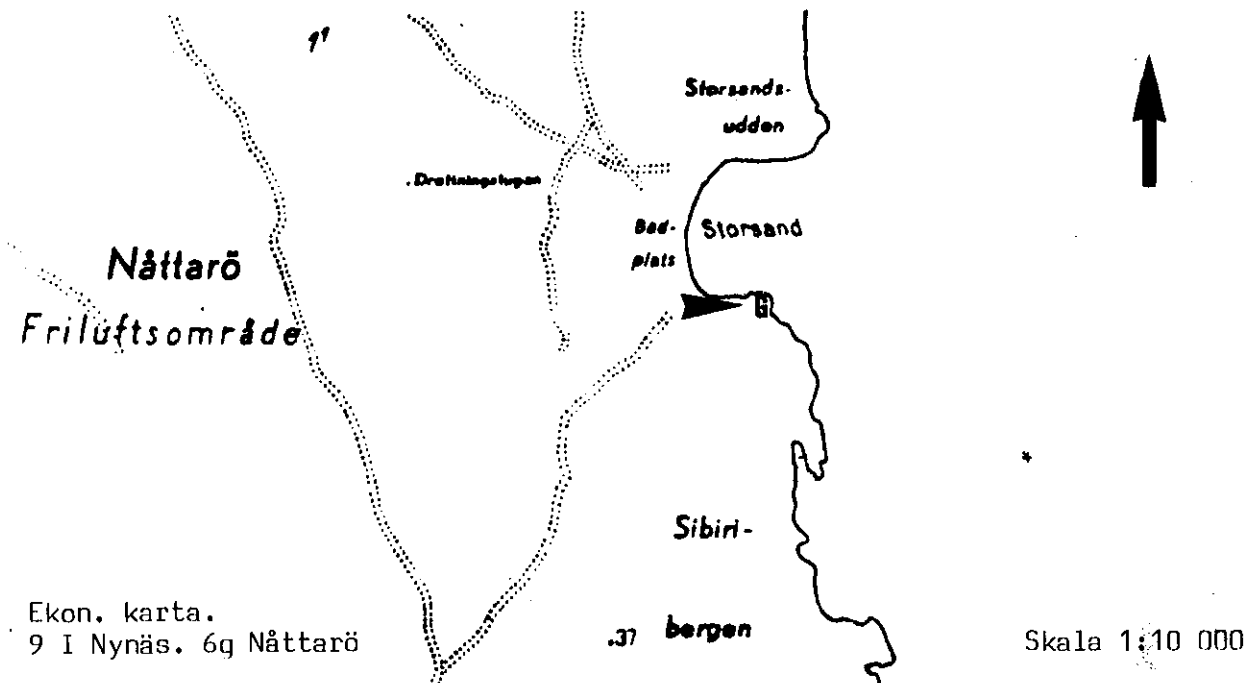 Storsands-
udden
Bad-
plats
Storsand
Nåttarö
Friluftsområde
G
Sibiri-
bergen
.37
Ekon. karta.
9 I Nynäs. 6g Nåttarö
Skala 1:10 000